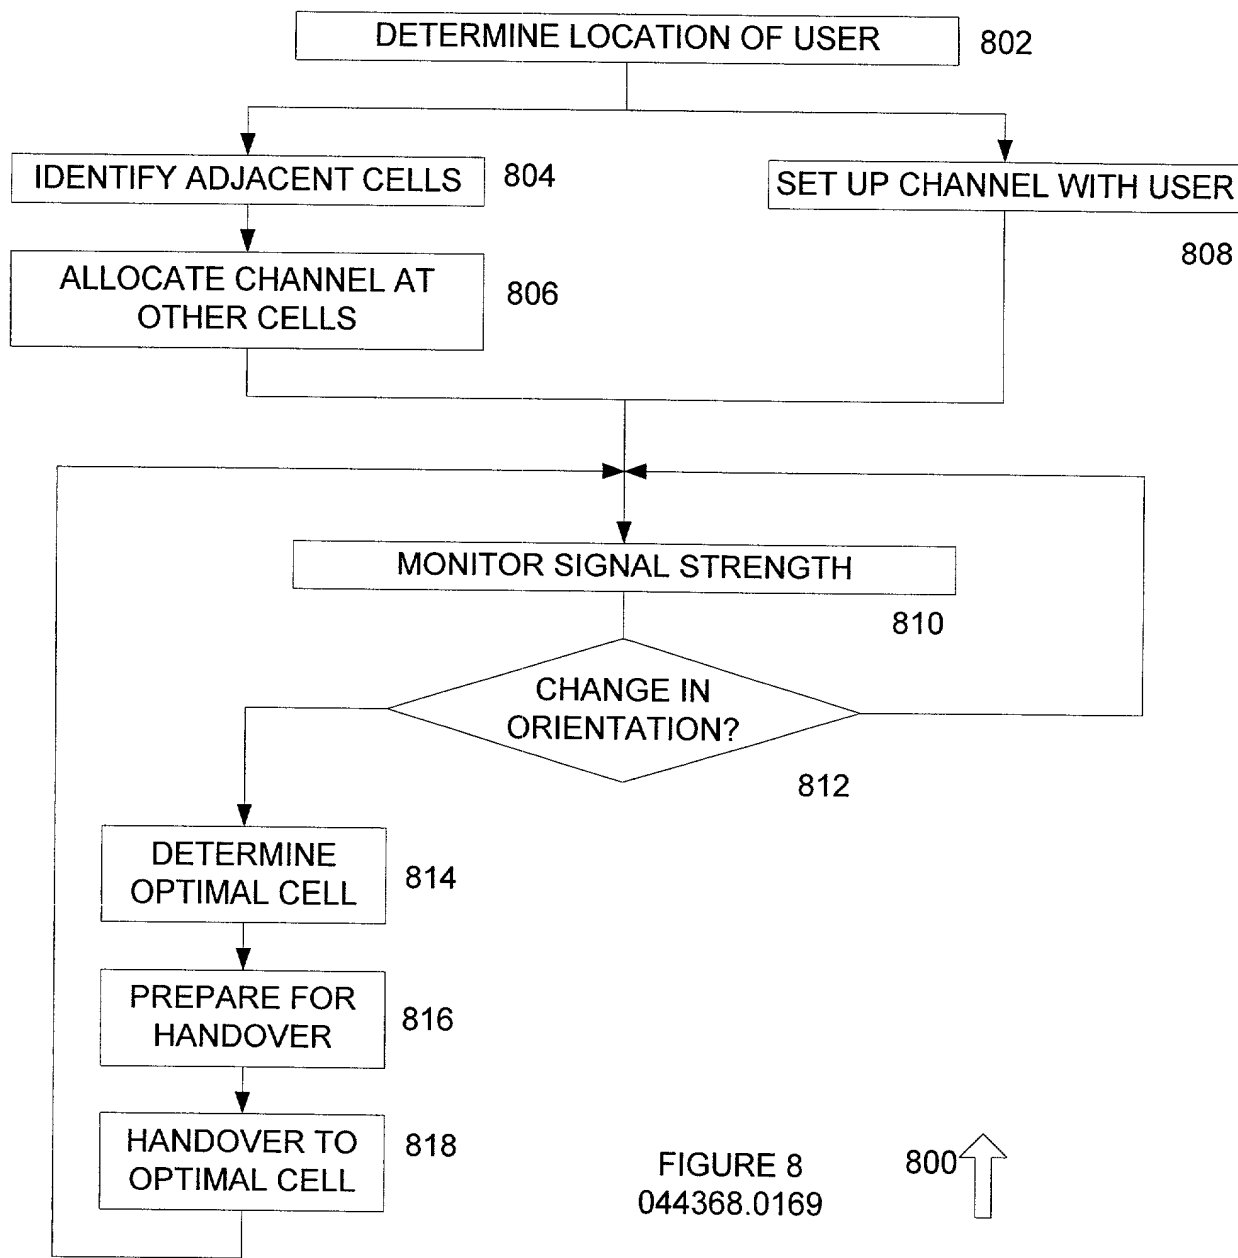 DETERMINE LOCATION OF USER
802
IDENTIFY ADJACENT CELLS
804
SET UP CHANNEL WITH USER
808
ALLOCATE CHANNEL AT
OTHER CELLS
806
MONITOR SIGNAL STRENGTH
810
CHANGE IN
ORIENTATION?
812
DETERMINE
OPTIMAL CELL
814
PREPARE FOR
HANDOVER
816
HANDOVER TO
OPTIMAL CELL
818
FIGURE 8
044368.0169
800